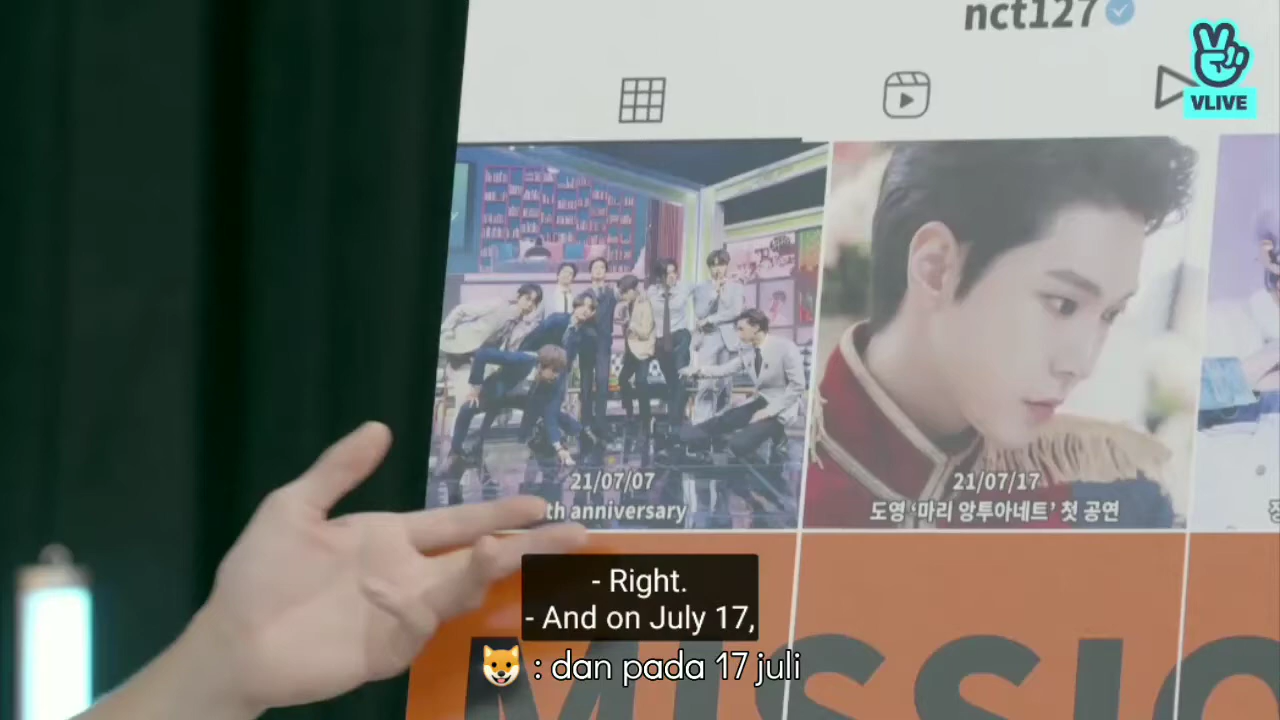 nct127
VLIVE
21/07/07
th anniversary
21/07/17
도영 '마리 앙투아네트' 첫 공연
- Right.
- And on July 17,
: dan pada 17 juli
MISSIO